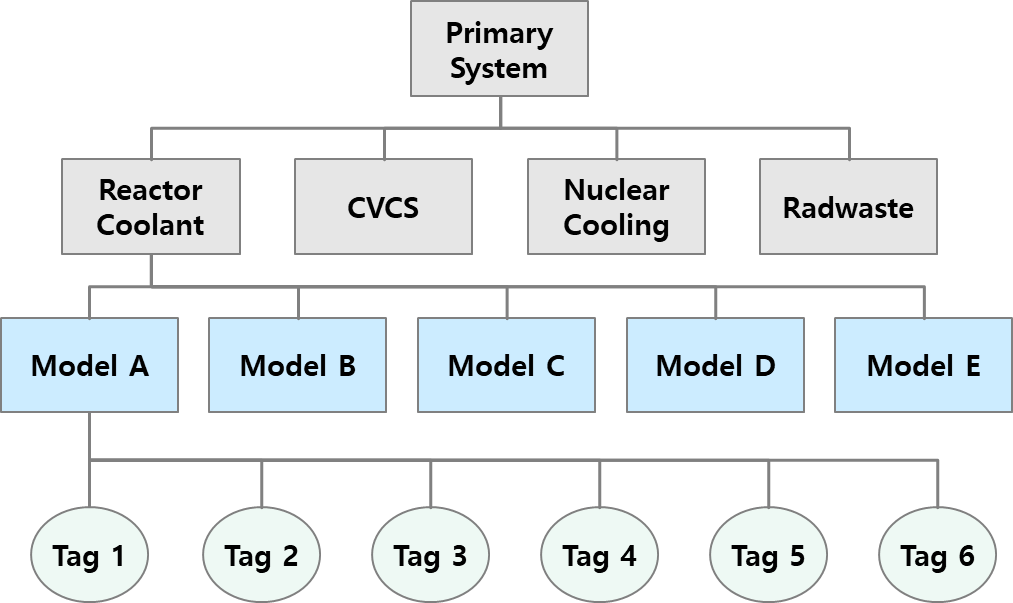 Primary
System
Reactor
Coolant
CVCS
Nuclear
Cooling
Radwaste
Model A
Model B
Model C
Model D
Model E
Tag 1
Tag 2
Tag 3
Tag 4
Tag 5
Tag 6